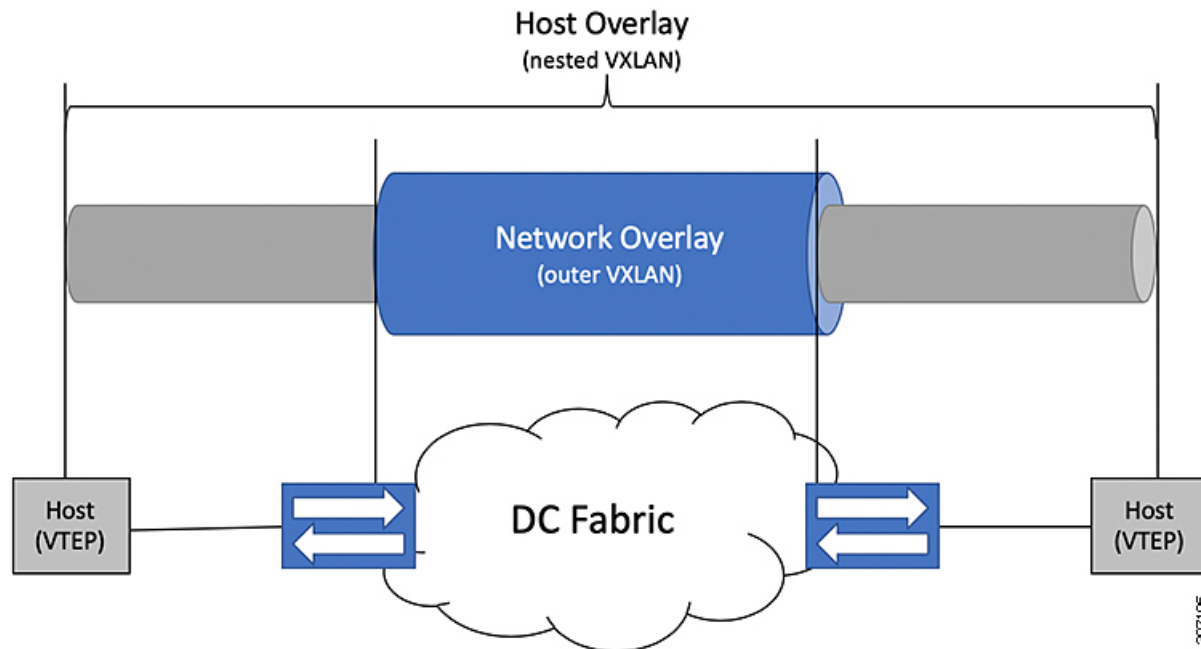 Host Overlay
(nested VXLAN)
Network Overlay
(outer VXLAN)
Host
(VTEP)
DC Fabric
Host
(VTEP)